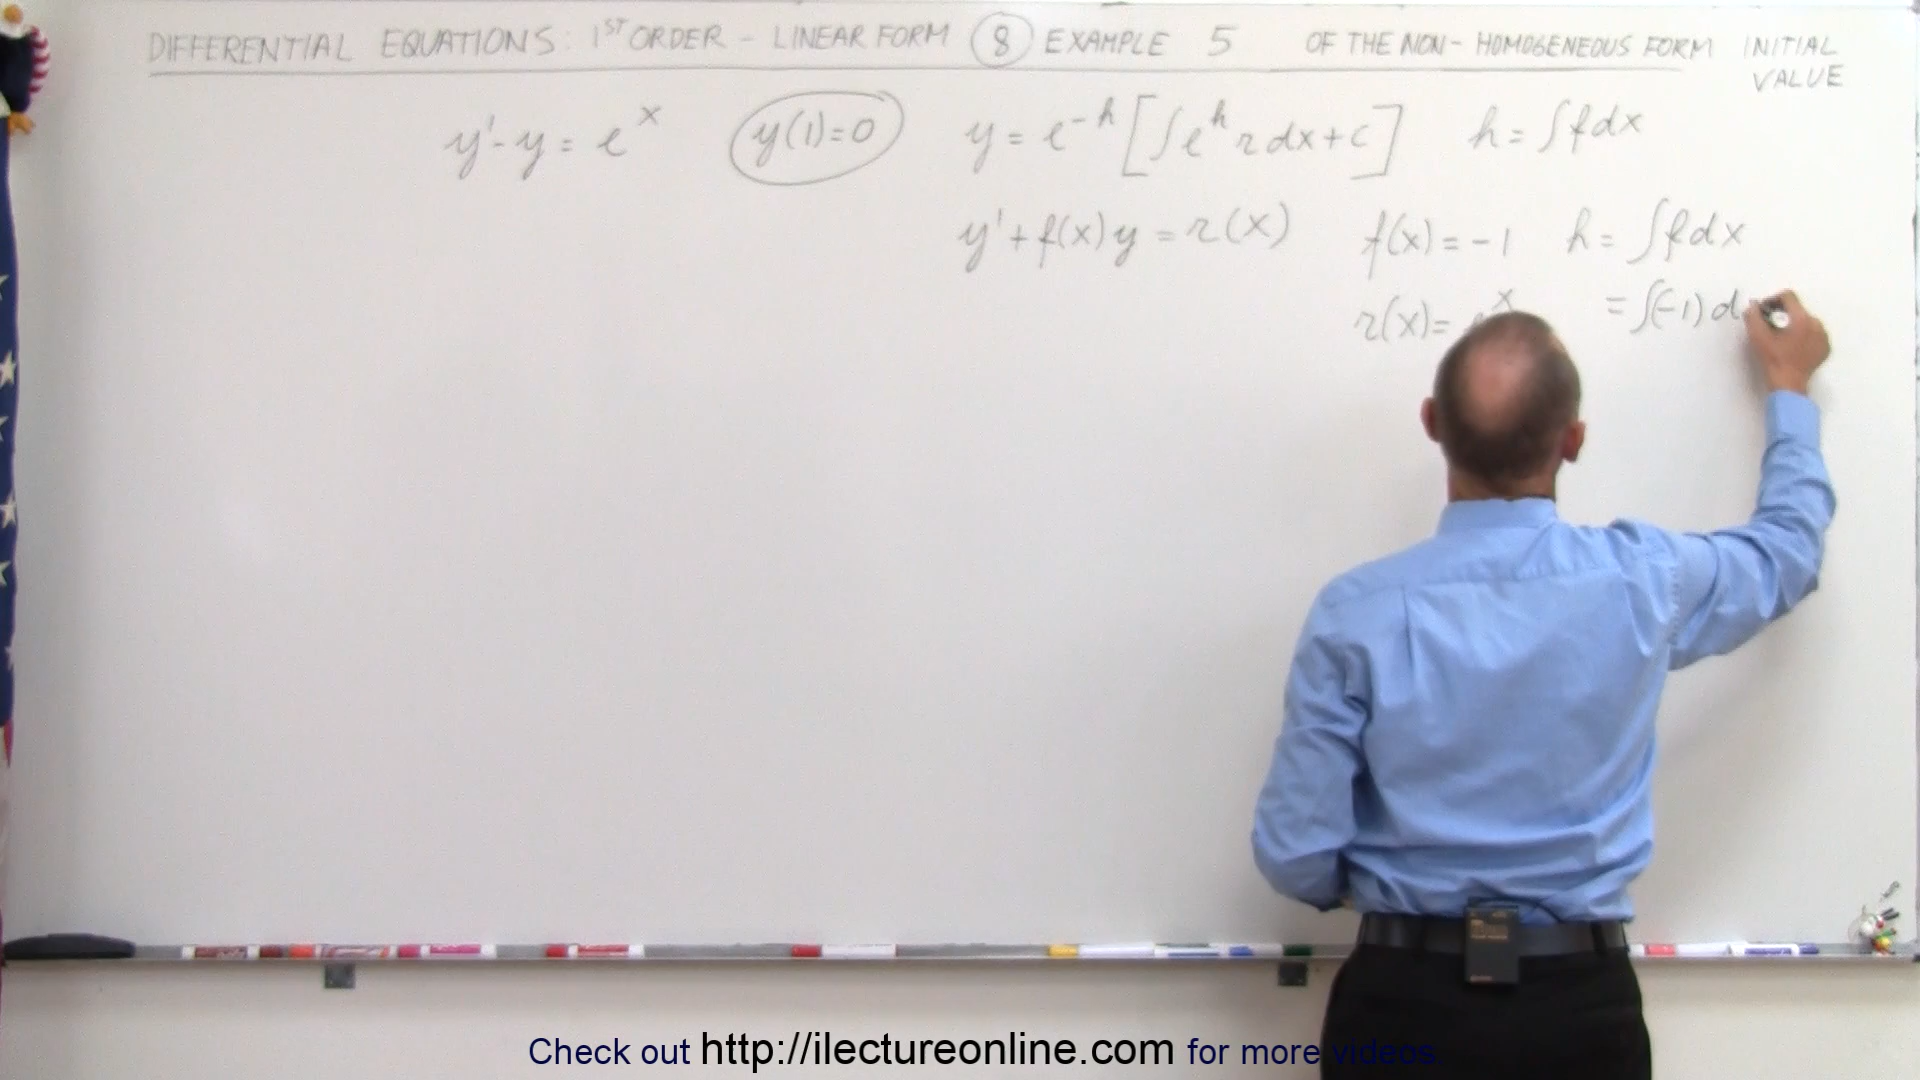 DIFFERENTIAL EQUATIONS: 1ST ORDER - LINEAR FORM 8 EXAMPLE 5 OF THE NON-HOMOGENEOUS FORM INITIAL VALUE
y' - y = e^x y(1)=0 y = e^-h [∫e^h r dx + c] h = ∫f dx
y' + f(x) y = r(x) f(x) = -1 h = ∫f dx
r(x) = e^x = ∫(-1) d
Check out http://ilectureonline.com for more videos.